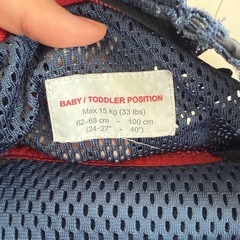 BABY / TODDLER POSITION
Max 15 kg (33 lbs)
62-68 cm - 100 cm
(24-27" - 40")